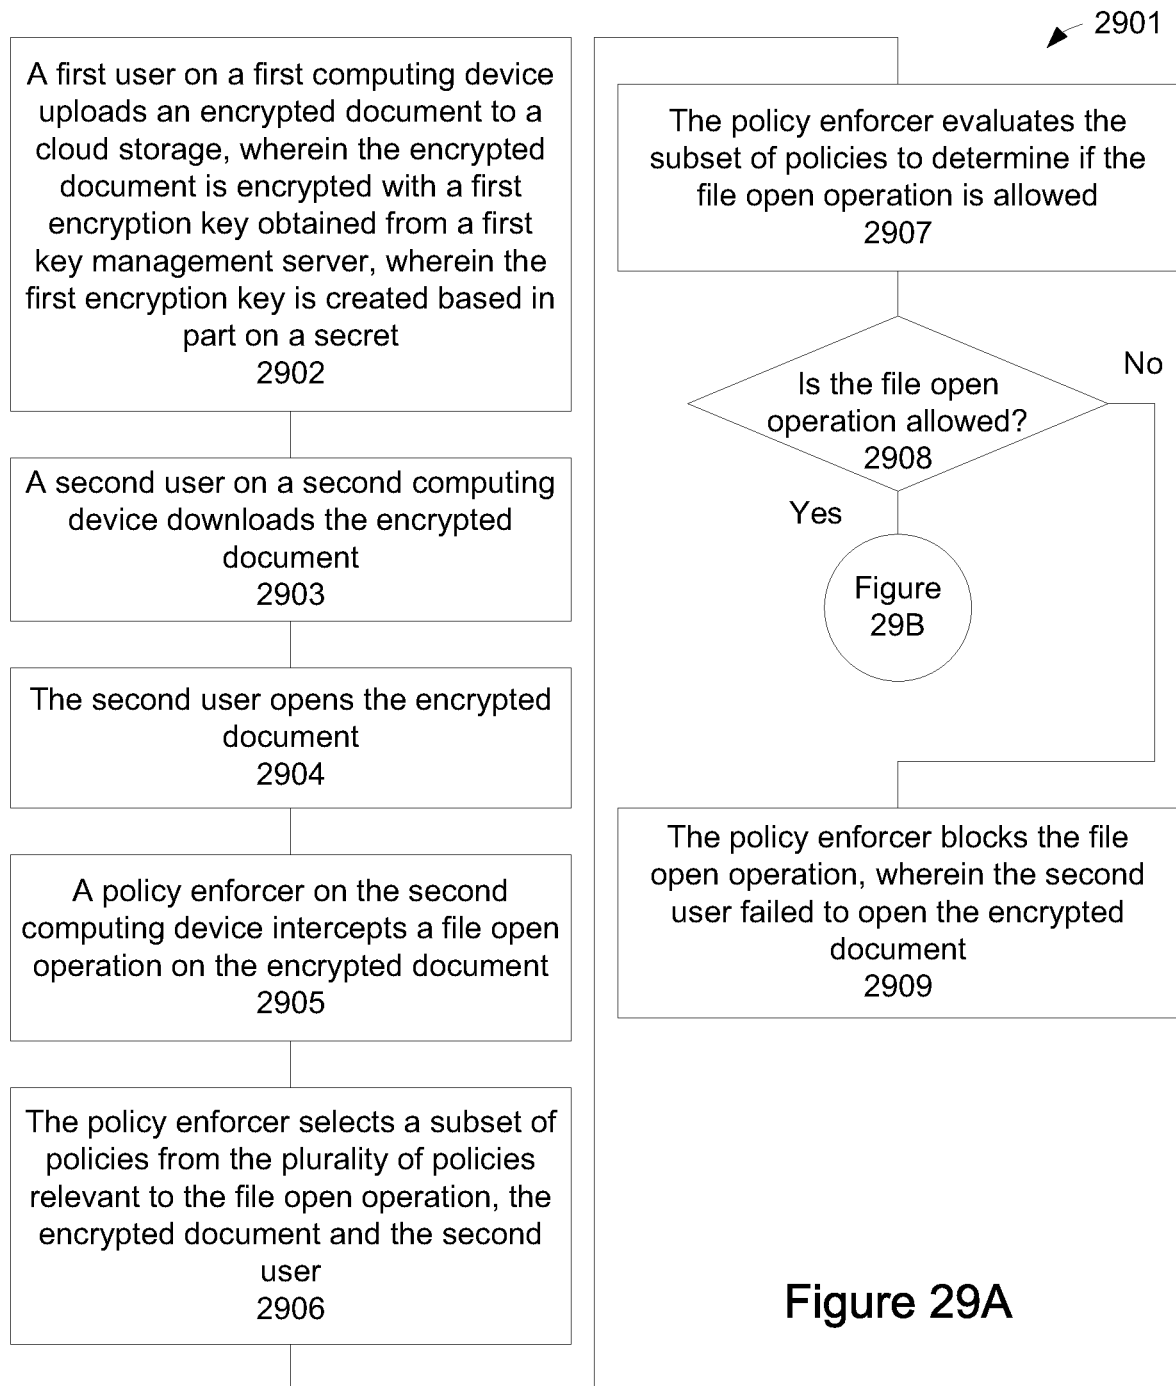 2901
A first user on a first computing device
uploads an encrypted document to a
cloud storage, wherein the encrypted
document is encrypted with a first
encryption key obtained from a first
key management server, wherein the
first encryption key is created based in
part on a secret
2902
A second user on a second computing
device downloads the encrypted
document
2903
The second user opens the encrypted
document
2904
A policy enforcer on the second
computing device intercepts a file open
operation on the encrypted document
2905
The policy enforcer selects a subset of
policies from the plurality of policies
relevant to the file open operation, the
encrypted document and the second
user
2906
The policy enforcer evaluates the
subset of policies to determine if the
file open operation is allowed
2907
Is the file open
operation allowed?
2908
No
Yes
Figure
29B
The policy enforcer blocks the file
open operation, wherein the second
user failed to open the encrypted
document
2909
Figure 29A